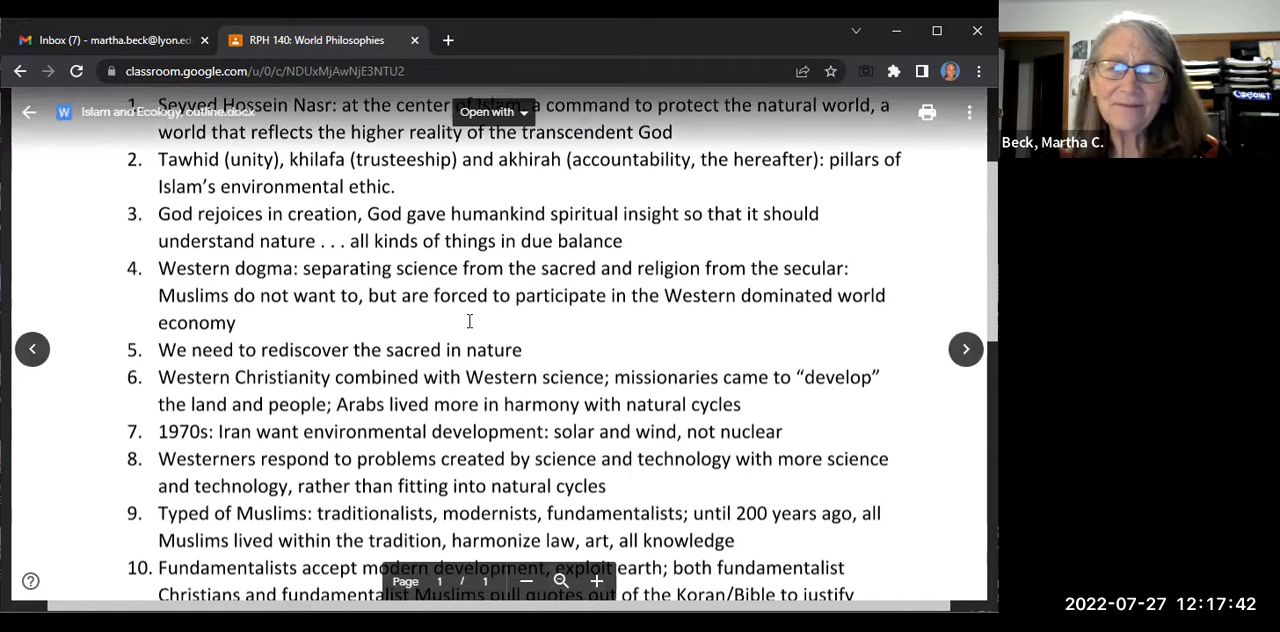 Inbox (7) - martha.beck@lyon.ed
RPH 140: World Philosophies
classroom.google.com/u/0/c/NDUxMjAwNjE3NTU2
Islam and Ecology, outline.docx
Open with
1. Seyyed Hossein Nasr: at the center of Islam, a command to protect the natural world, a
world that reflects the higher reality of the transcendent God
2. Tawhid (unity), khilafa (trusteeship) and akhirah (accountability, the hereafter): pillars of
Islam's environmental ethic.
3. God rejoices in creation, God gave humankind spiritual insight so that it should
understand nature . . . all kinds of things in due balance
4. Western dogma: separating science from the sacred and religion from the secular:
Muslims do not want to, but are forced to participate in the Western dominated world
economy
5. We need to rediscover the sacred in nature
6. Western Christianity combined with Western science; missionaries came to "develop"
the land and people; Arabs lived more in harmony with natural cycles
7. 1970s: Iran want environmental development: solar and wind, not nuclear
8. Westerners respond to problems created by science and technology with more science
and technology, rather than fitting into natural cycles
9. Typed of Muslims: traditionalists, modernists, fundamentalists; until 200 years ago, all
Muslims lived within the tradition, harmonize law, art, all knowledge
10. Fundamentalists accept modern development, exploit earth; both fundamentalist
Christians and fundamentalist Muslims pull quotes out of the Koran/Bible to justify
Page 1 / 1
Beck, Martha C.
2022-07-27 12:17:42